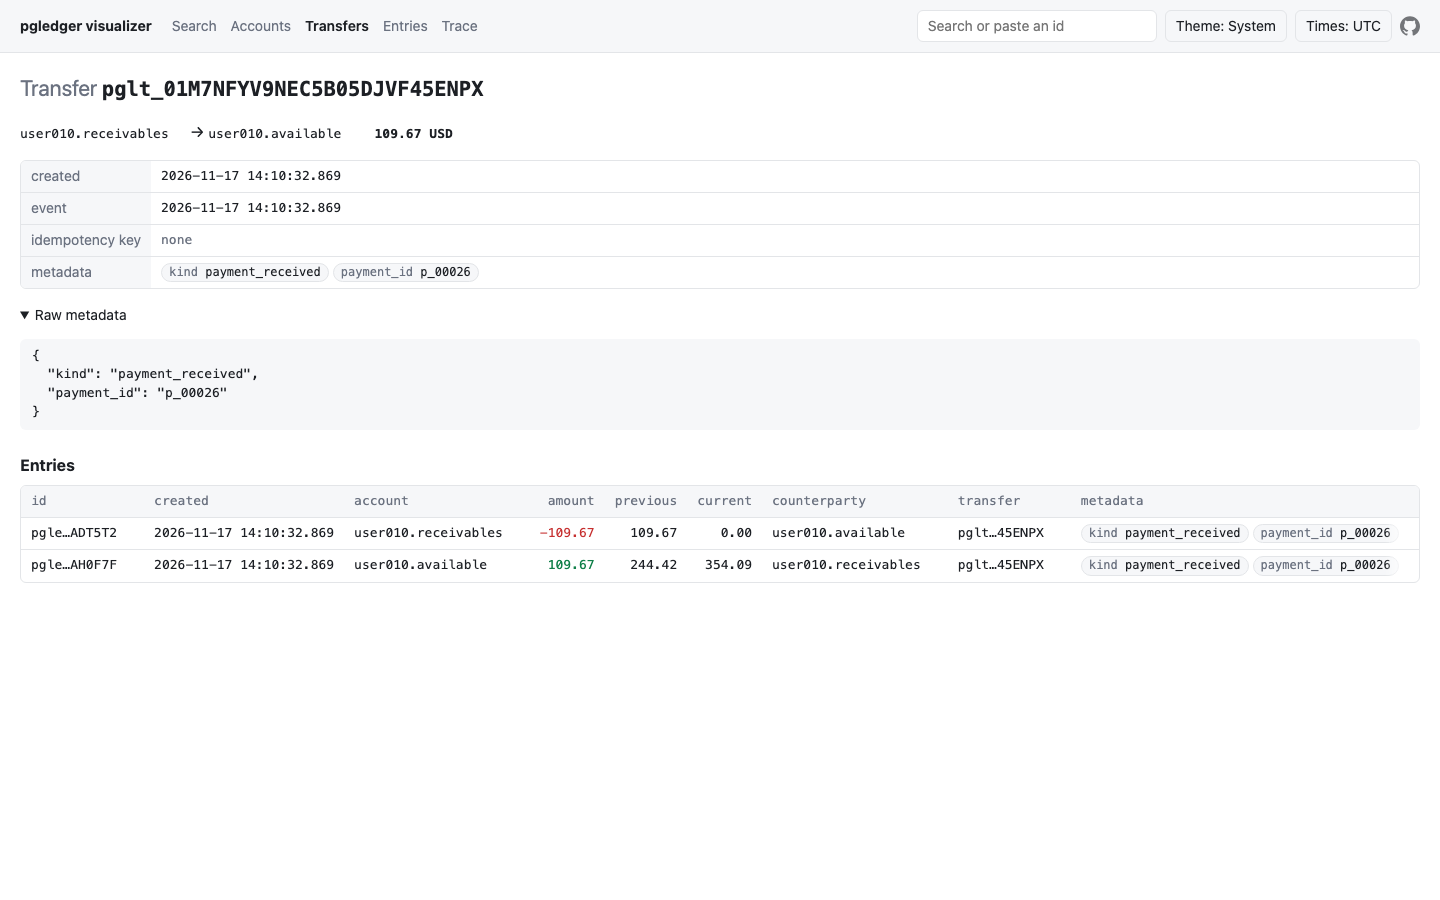 pgledger visualizer Search Accounts Transfers Entries Trace Search or paste an id Theme: System Times: UTC
Transfer pglt_01M7NFYV9NEC5B05DJVF45ENPX
user010.receivables → user010.available 109.67 USD
created 2026-11-17 14:10:32.869
event 2026-11-17 14:10:32.869
idempotency key none
metadata kind payment_received payment_id p_00026
▼ Raw metadata
{
"kind": "payment_received",
"payment_id": "p_00026"
}
Entries
id created account amount previous current counterparty transfer metadata
pgle…ADT5T2 2026-11-17 14:10:32.869 user010.receivables −109.67 109.67 0.00 user010.available pglt…45ENPX kind payment_received payment_id p_00026
pgle…AH0F7F 2026-11-17 14:10:32.869 user010.available 109.67 244.42 354.09 user010.receivables pglt…45ENPX kind payment_received payment_id p_00026